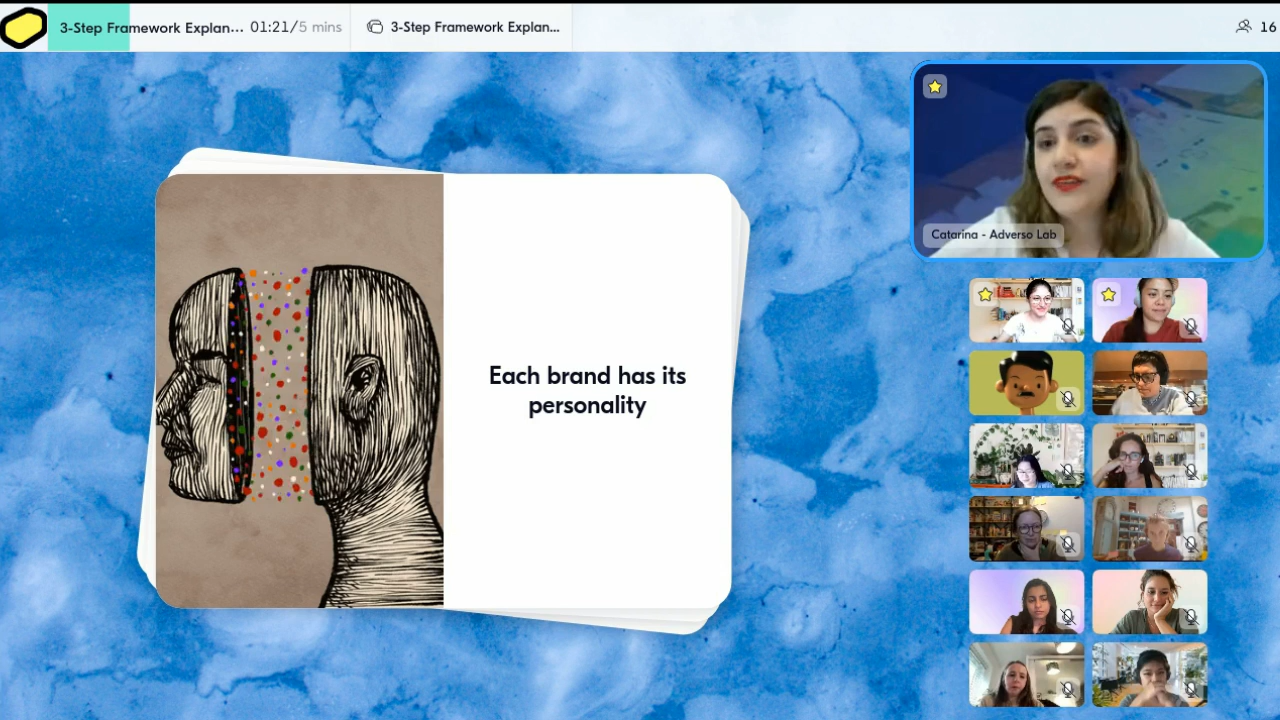 3-Step Framework Explan... 01:21/5 mins
3-Step Framework Explan...
16
Catarina - Adverso Lab
Each brand has its
personality